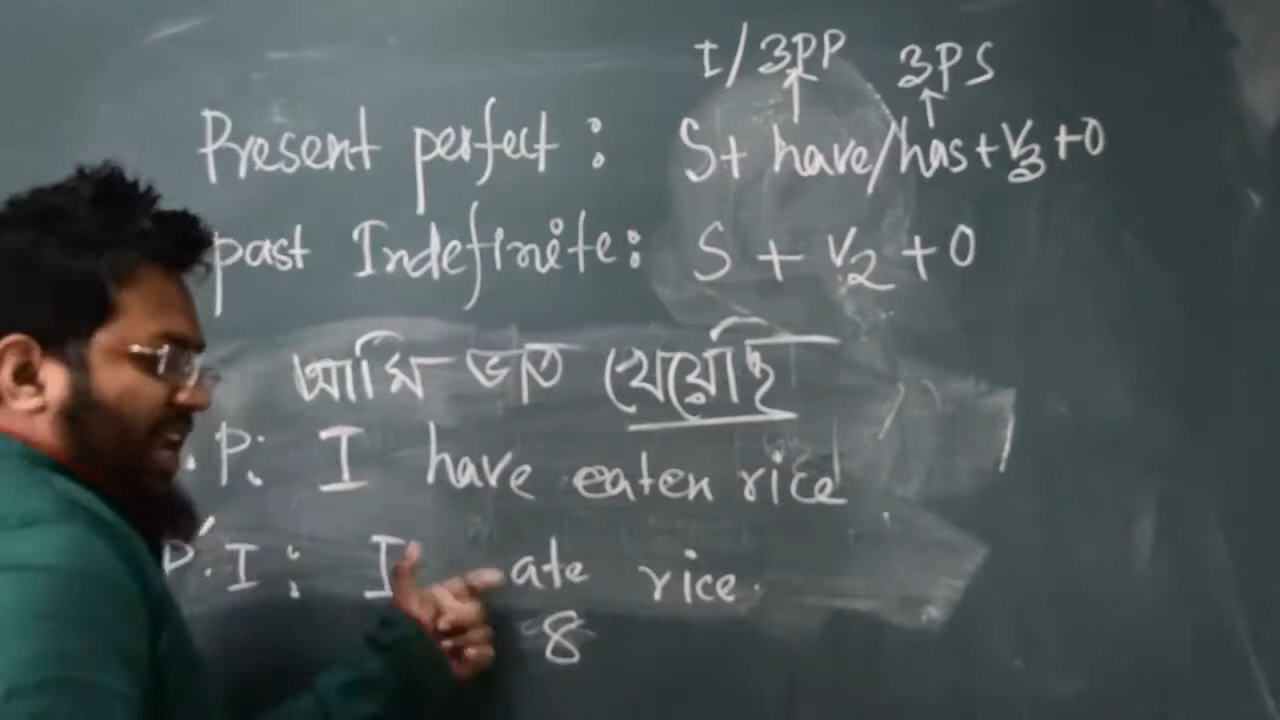 I/3PP 3PS
Present perfect : S+ have/has+V3+O
past Indefinite: S + V2 + O
আমি ভাত খেয়েছি
.P: I have eaten rice
P.I : I ate rice.
8